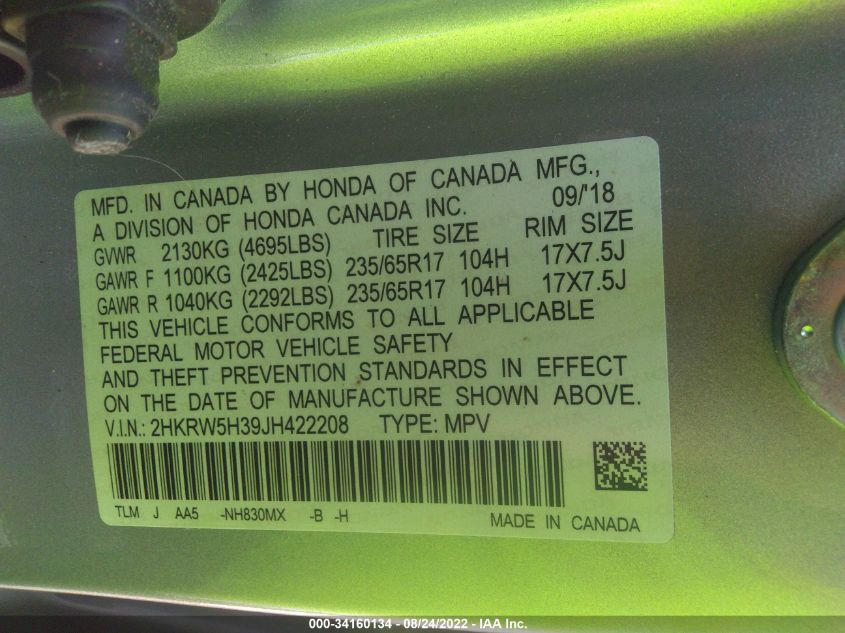 MFD. IN CANADA BY HONDA OF CANADA MFG.,
A DIVISION OF HONDA CANADA INC. 09/'18
GVWR 2130KG (4695LBS) TIRE SIZE RIM SIZE
GAWR F 1100KG (2425LBS) 235/65R17 104H 17X7.5J
GAWR R 1040KG (2292LBS) 235/65R17 104H 17X7.5J
THIS VEHICLE CONFORMS TO ALL APPLICABLE
FEDERAL MOTOR VEHICLE SAFETY
AND THEFT PREVENTION STANDARDS IN EFFECT
ON THE DATE OF MANUFACTURE SHOWN ABOVE.
V.I.N.: 2HKRW5H39JH422208 TYPE: MPV
TLM J AA5 -NH830MX -B -H MADE IN CANADA
000-34160134 - 08/24/2022 - IAA Inc.